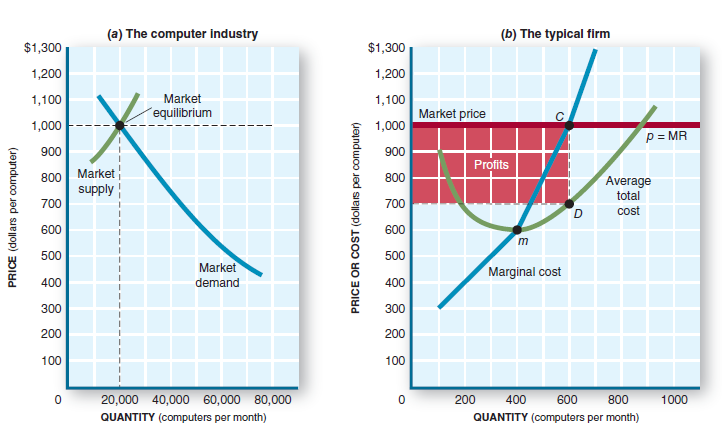 (a) The computer industry
$1,300
1,200
1,100
1,000
900
800
700
600
500
400
300
200
100
0
Market
equilibrium
Market
supply
Market
demand
20,000 40,000 60,000 80,000
QUANTITY (computers per month)
PRICE (dollars per computer)
(b) The typical firm
$1,300
1,200
1,100
1,000
900
800
700
600
500
400
300
200
100
0
Market price
C
p = MR
Profits
Average
total
cost
D
m
Marginal cost
200 400 600 800 1000
QUANTITY (computers per month)
PRICE OR COST (dollars per computer)